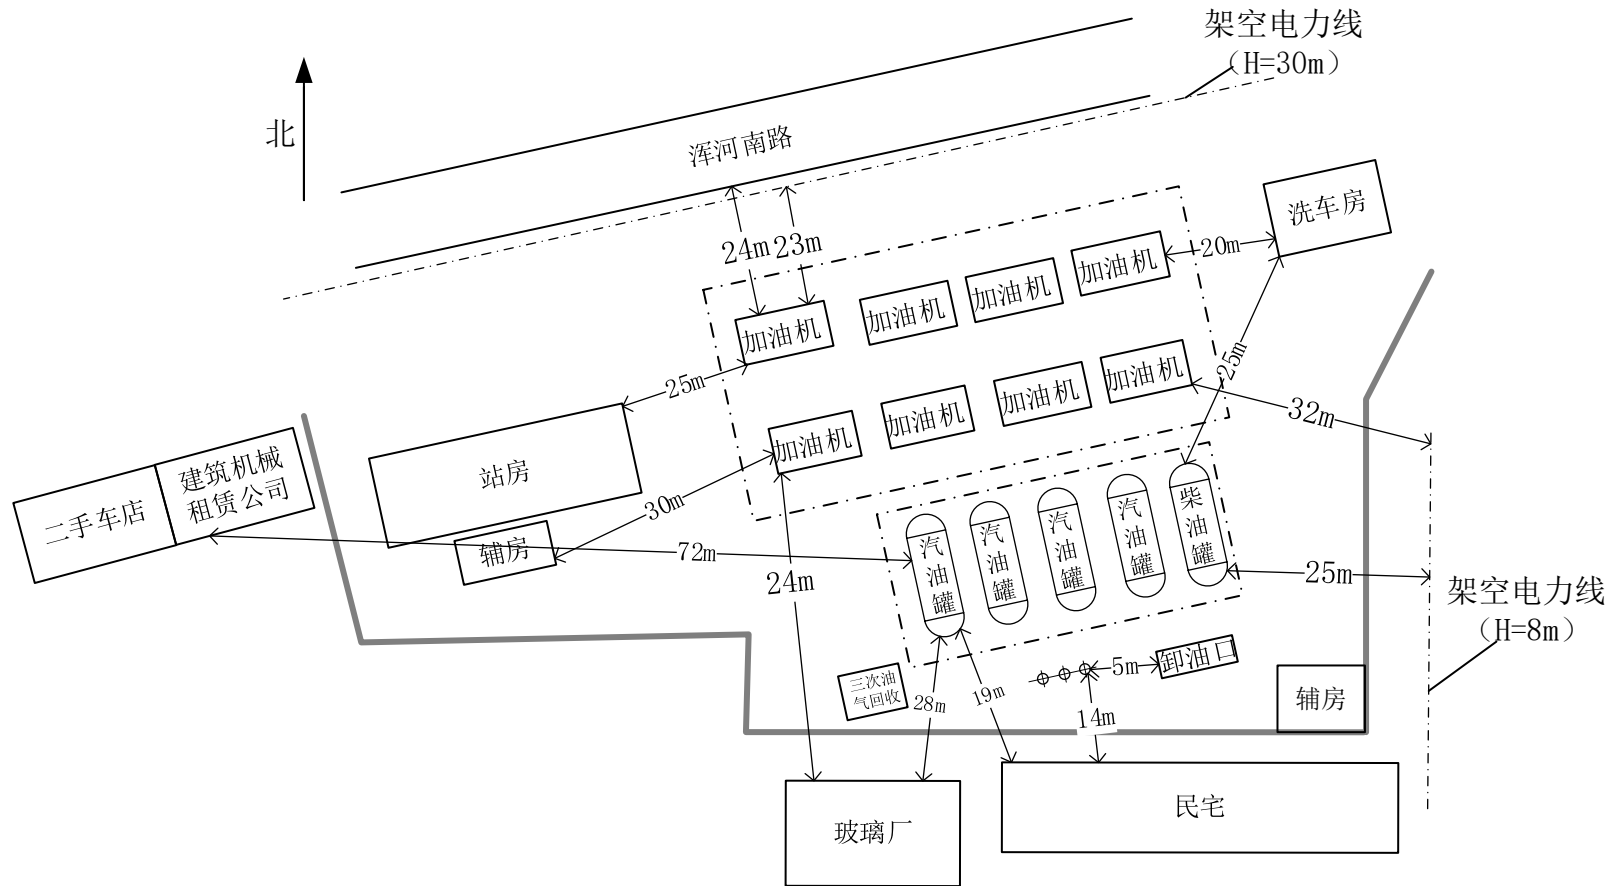 架空电力线
（H=30m）
北
浑河南路
洗车房
24m
23m
20m
加油机
加油机
加油机
加油机
25m
25m
加油机
加油机
加油机
加油机
32m
二手车店
建筑机械
租赁公司
站房
辅房
30m
72m
24m
汽油罐
汽油罐
汽油罐
汽油罐
柴油罐
25m
架空电力线
（H=8m）
三次油
气回收
28m
19m
5m
卸油口
14m
辅房
玻璃厂
民宅